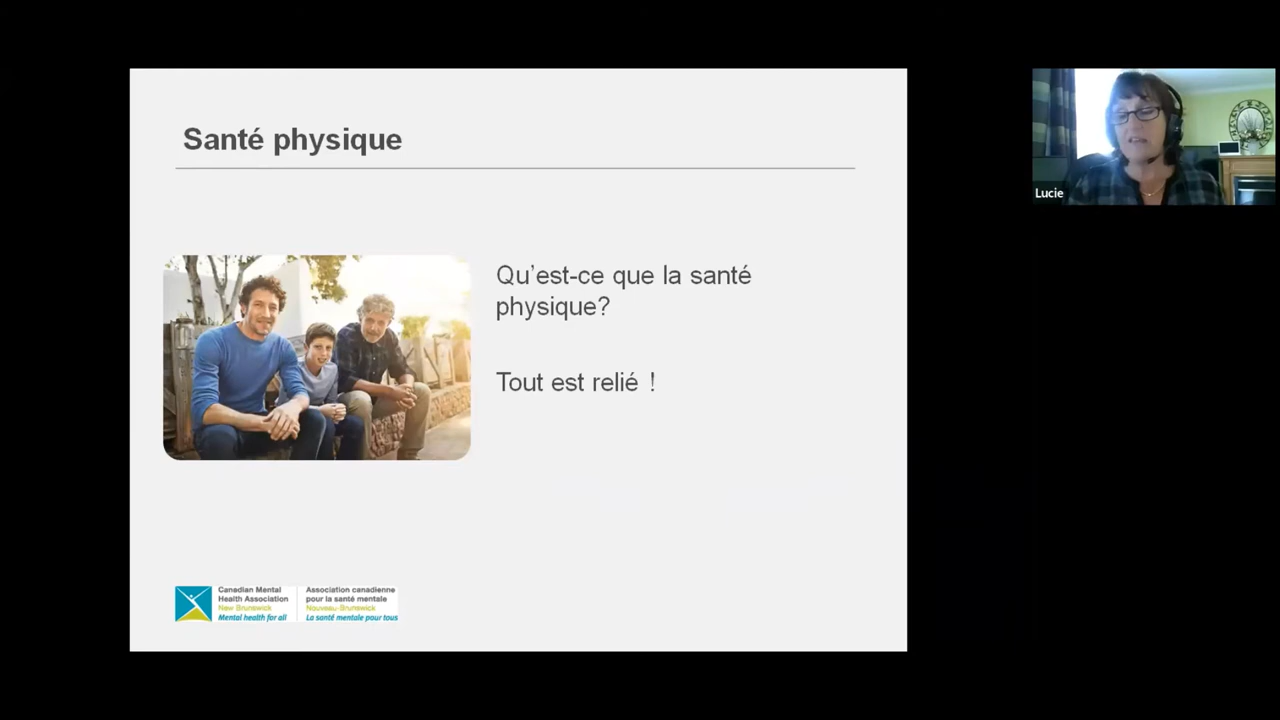 Santé physique
Lucie
Qu'est-ce que la santé
physique?
Tout est relié !
Canadian Mental
Health Association
New Brunswick
Mental health for all
Association canadienne
pour la santé mentale
Nouveau-Brunswick
La santé mentale pour tous